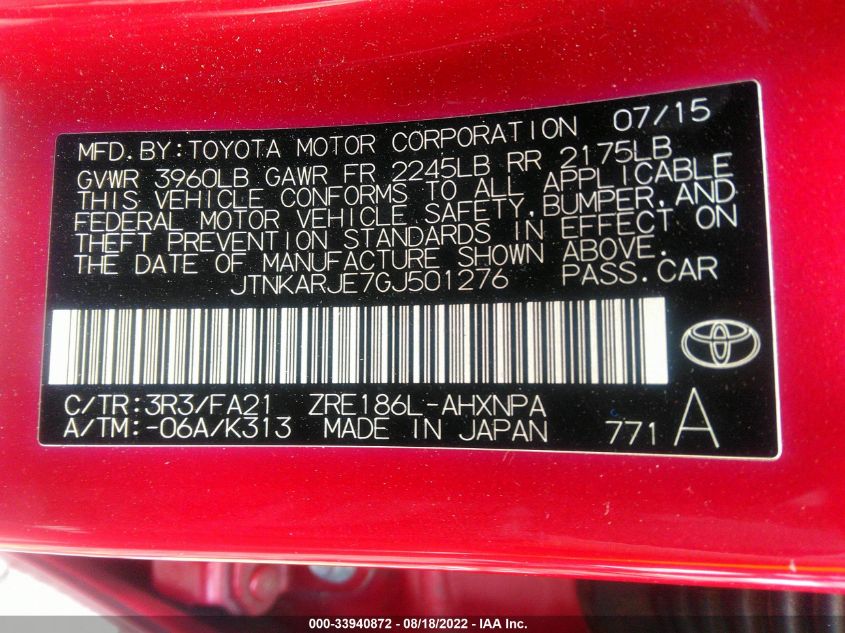 MFD.BY:TOYOTA MOTOR CORPORATION 07/15
GVWR 3960LB GAWR FR 2245LB RR 2175LB
THIS VEHICLE CONFORMS TO ALL APPLICABLE
FEDERAL MOTOR VEHICLE SAFETY,BUMPER,AND
THEFT PREVENTION STANDARDS IN EFFECT ON
THE DATE OF MANUFACTURE SHOWN ABOVE.
JTNKARJE7GJ501276 PASS.CAR
C/TR:3R3/FA21 ZRE186L-AHXNPA
A/TM:-06A/K313 MADE IN JAPAN 771 A
000-33940872 - 08/18/2022 - IAA Inc.